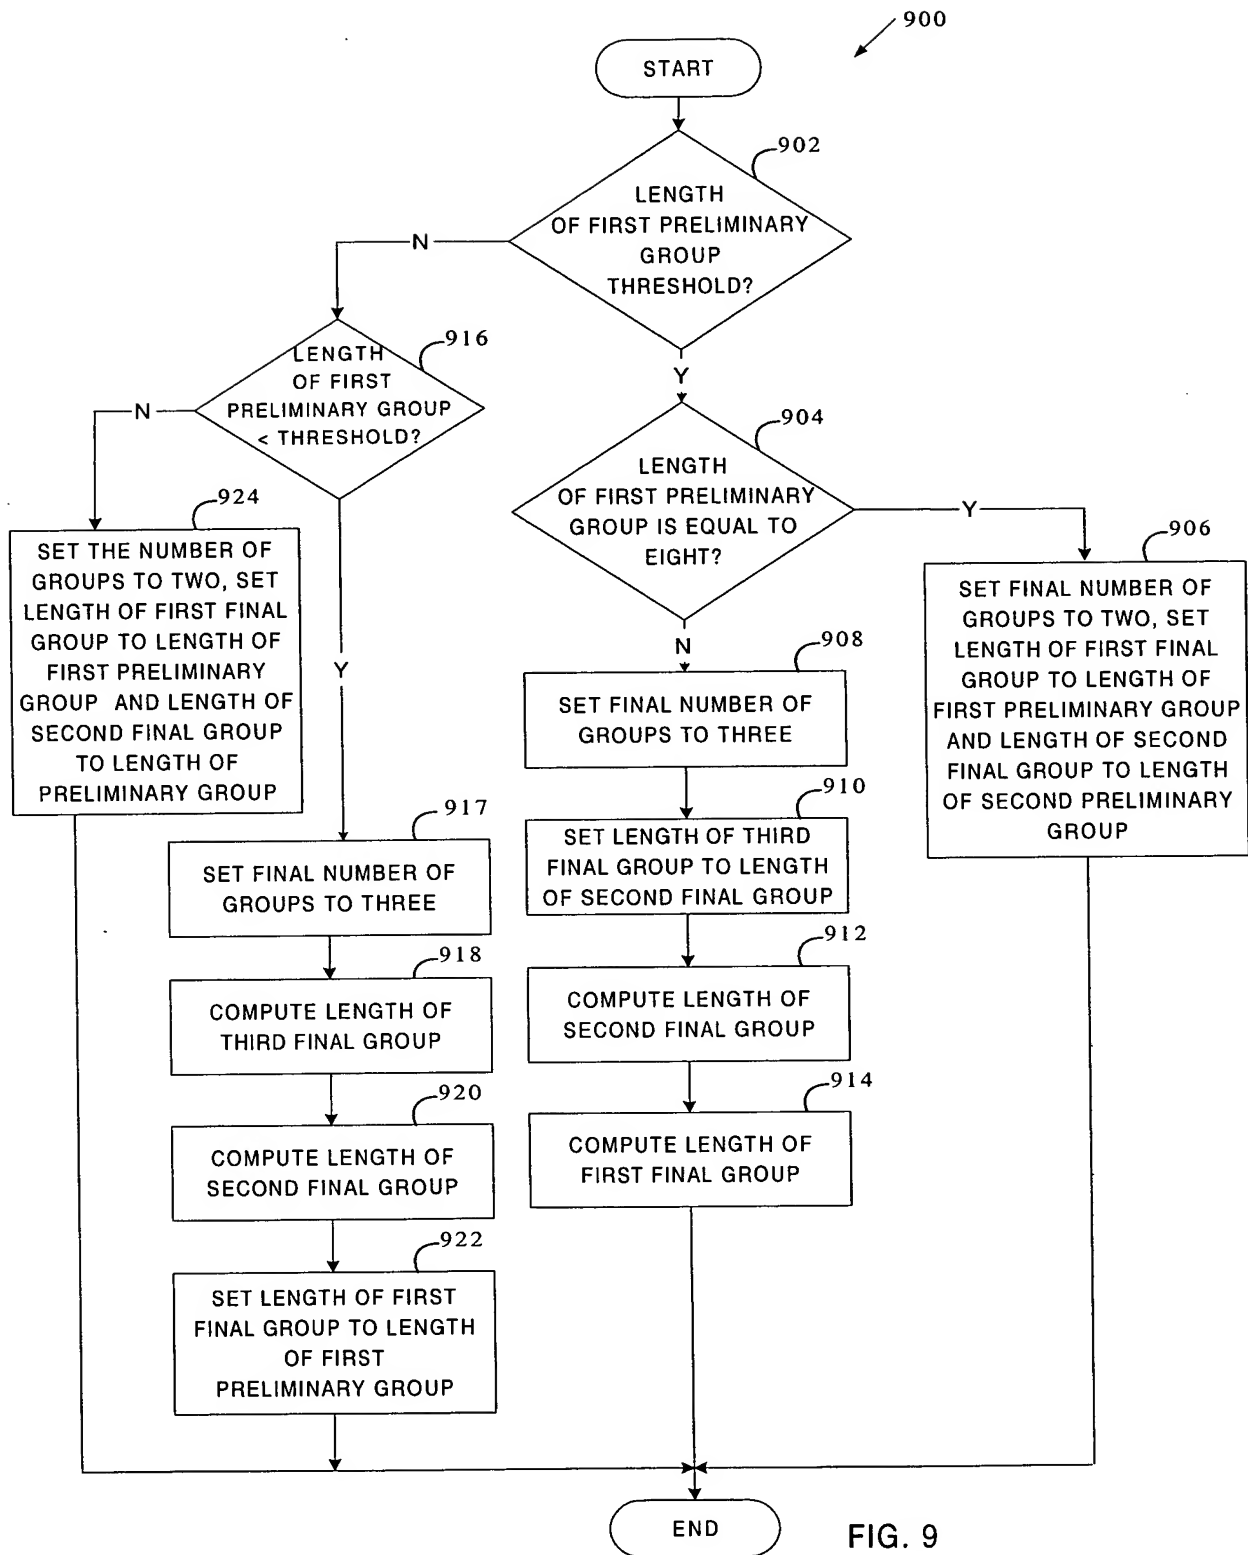 900
START
902
LENGTH
OF FIRST PRELIMINARY
GROUP
THRESHOLD?
N
Y
916
LENGTH
OF FIRST
PRELIMINARY GROUP
< THRESHOLD?
N
Y
904
LENGTH
OF FIRST PRELIMINARY
GROUP IS EQUAL TO
EIGHT?
Y
N
924
SET THE NUMBER OF
GROUPS TO TWO, SET
LENGTH OF FIRST FINAL
GROUP TO LENGTH OF
FIRST PRELIMINARY
GROUP AND LENGTH OF
SECOND FINAL GROUP
TO LENGTH OF
PRELIMINARY GROUP
906
SET FINAL NUMBER OF
GROUPS TO TWO, SET
LENGTH OF FIRST FINAL
GROUP TO LENGTH OF
FIRST PRELIMINARY GROUP
AND LENGTH OF SECOND
FINAL GROUP TO LENGTH
OF SECOND PRELIMINARY
GROUP
908
SET FINAL NUMBER OF
GROUPS TO THREE
910
SET LENGTH OF THIRD
FINAL GROUP TO LENGTH
OF SECOND FINAL GROUP
912
COMPUTE LENGTH OF
SECOND FINAL GROUP
914
COMPUTE LENGTH OF
FIRST FINAL GROUP
917
SET FINAL NUMBER OF
GROUPS TO THREE
918
COMPUTE LENGTH OF
THIRD FINAL GROUP
920
COMPUTE LENGTH OF
SECOND FINAL GROUP
922
SET LENGTH OF FIRST
FINAL GROUP TO LENGTH
OF FIRST
PRELIMINARY GROUP
END
FIG. 9